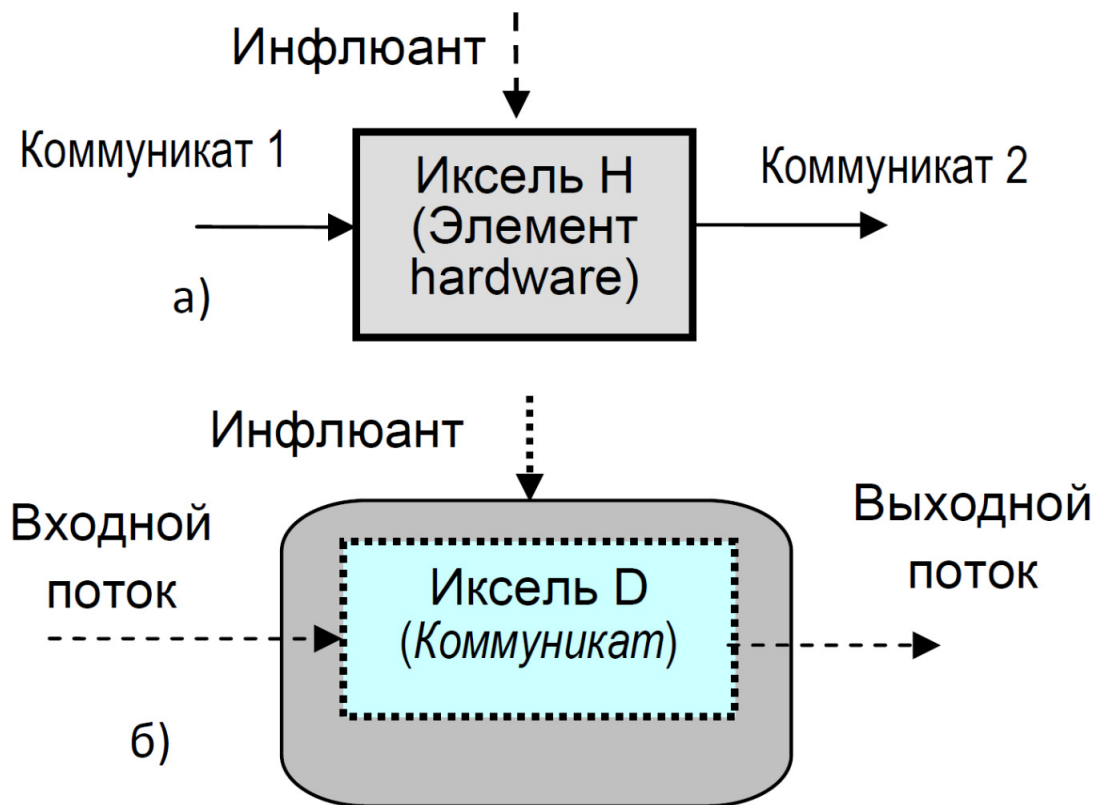 Инфлюант
Коммуникат 1
Иксель H
(Элемент
hardware)
Коммуникат 2
а)
Инфлюант
Входной
поток
Иксель D
(Коммуникат)
Выходной
поток
б)